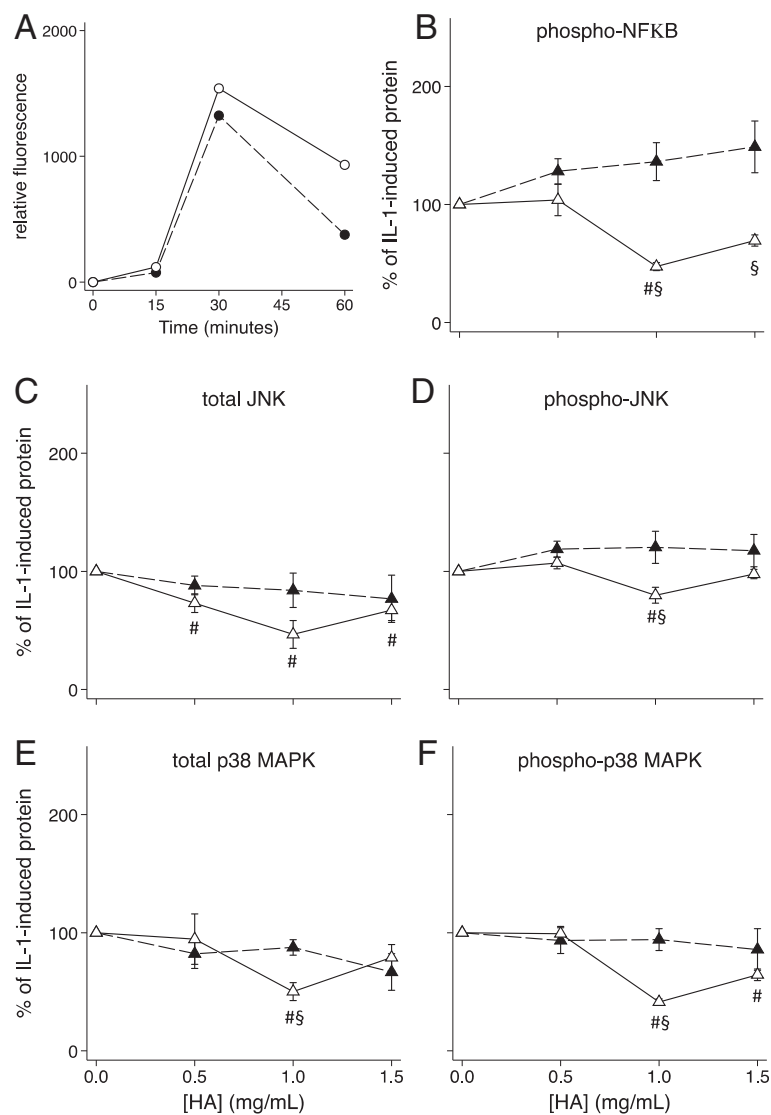 A
2000
1000
0
relative fluorescence
0 15 30 45 60
Time (minutes)
B
phospho-NFKB
200
100
0
% of IL-1-induced protein
#§
§
C
total JNK
200
100
0
% of IL-1-induced protein
#
#
#
D
phospho-JNK
#§
E
total p38 MAPK
200
100
0
% of IL-1-induced protein
#§
0.0 0.5 1.0 1.5
[HA] (mg/mL)
F
phospho-p38 MAPK
#§
#
0.0 0.5 1.0 1.5
[HA] (mg/mL)